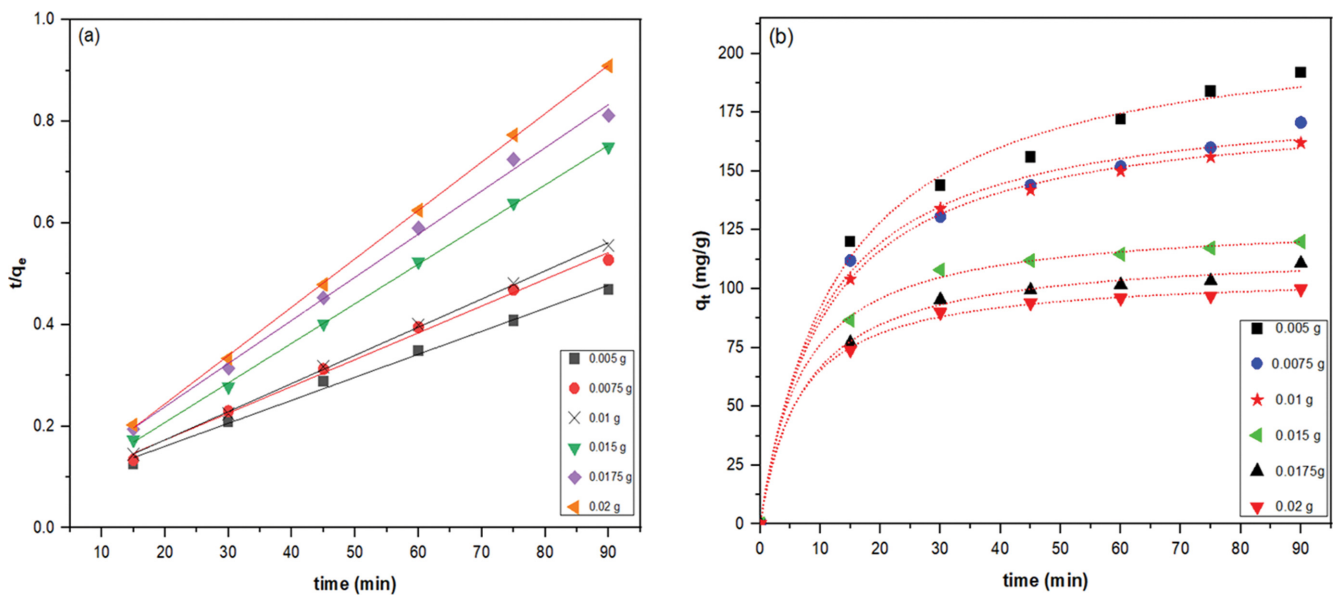 (a)
t/qe
1.0
0.8
0.6
0.4
0.2
0.0
10 20 30 40 50 60 70 80 90
time (min)
0.005 g
0.0075 g
0.01 g
0.015 g
0.0175 g
0.02 g
(b)
qt (mg/g)
200
175
150
125
100
75
50
25
0
0 10 20 30 40 50 60 70 80 90
time (min)
0.005 g
0.0075 g
0.01 g
0.015 g
0.0175g
0.02 g